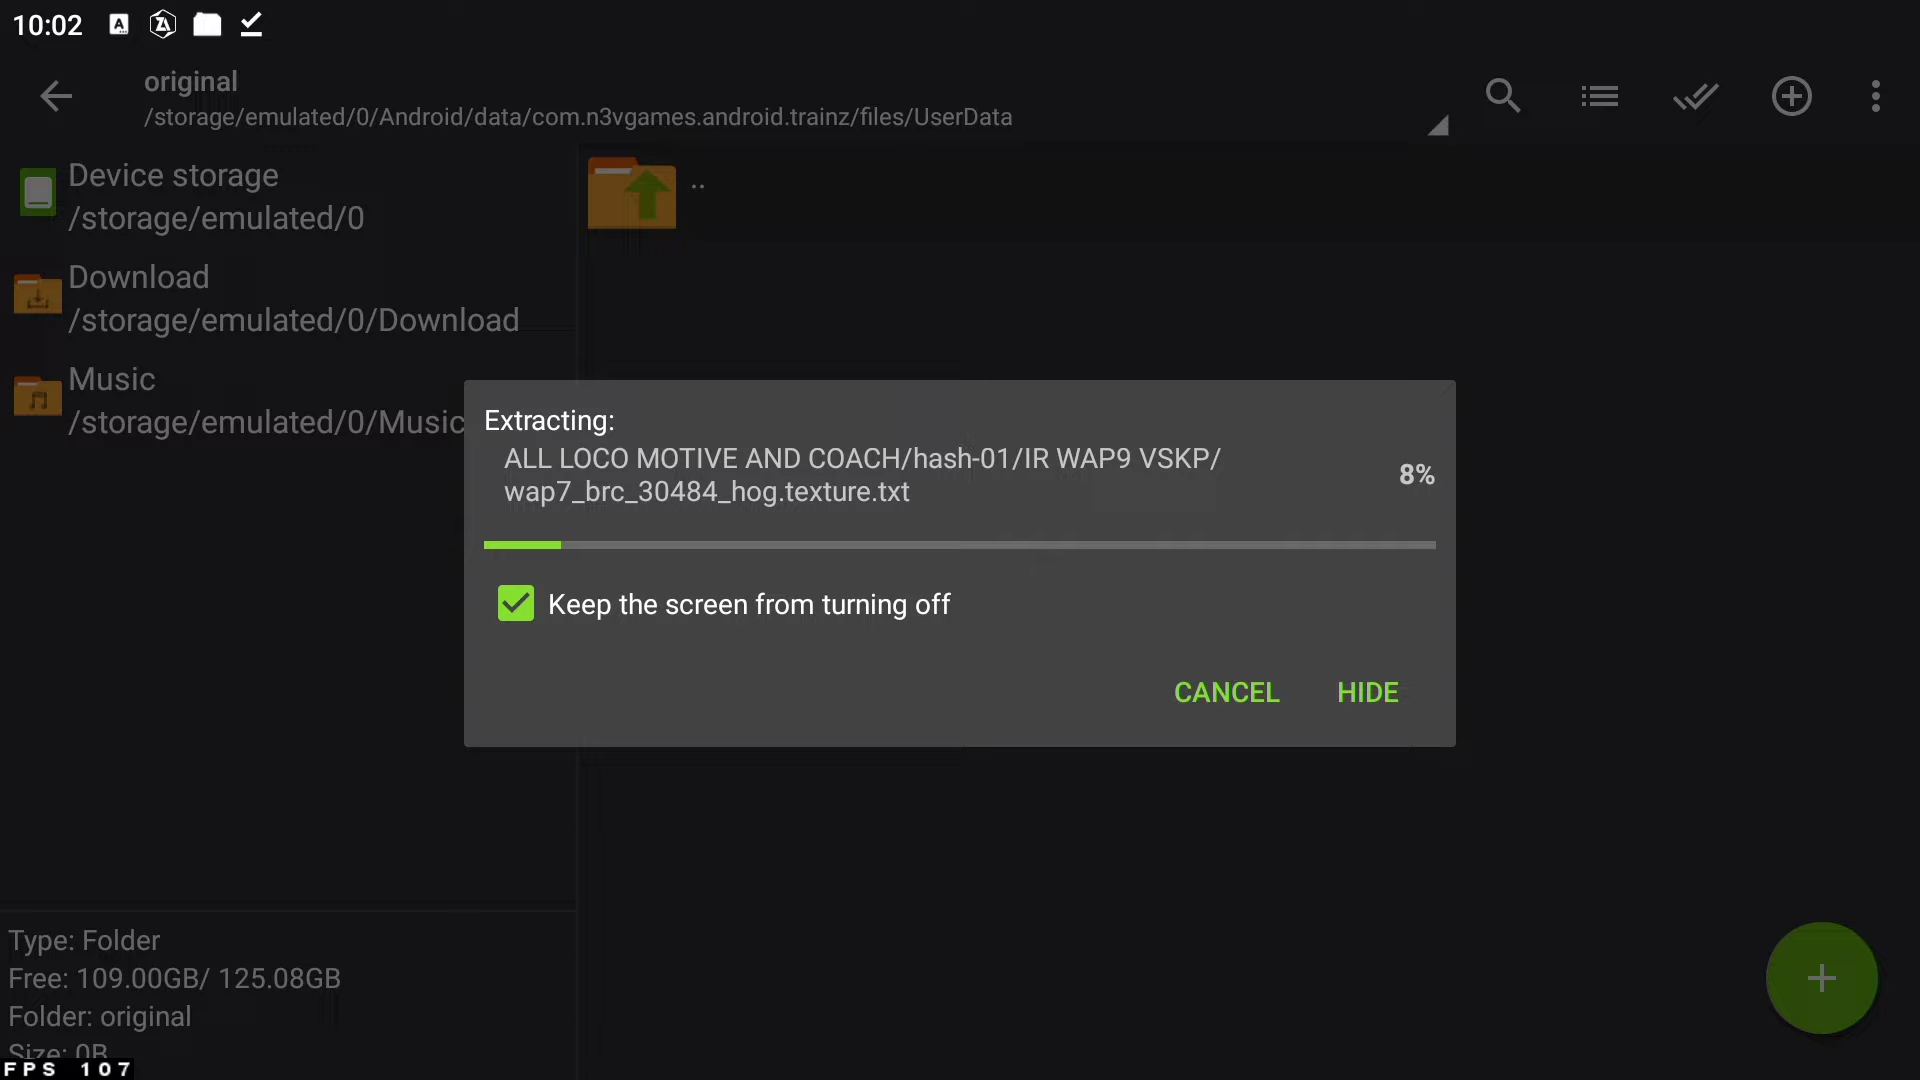 10:02
original
/storage/emulated/0/Android/data/com.n3vgames.android.trainz/files/UserData
Device storage
/storage/emulated/0
Download
/storage/emulated/0/Download
Music
/storage/emulated/0/Music
..
Extracting:
ALL LOCO MOTIVE AND COACH/hash-01/IR WAP9 VSKP/
wap7_brc_30484_hog.texture.txt
8%
Keep the screen from turning off
CANCEL HIDE
Type: Folder
Free: 109.00GB/ 125.08GB
Folder: original
Size: 0B
FPS 107